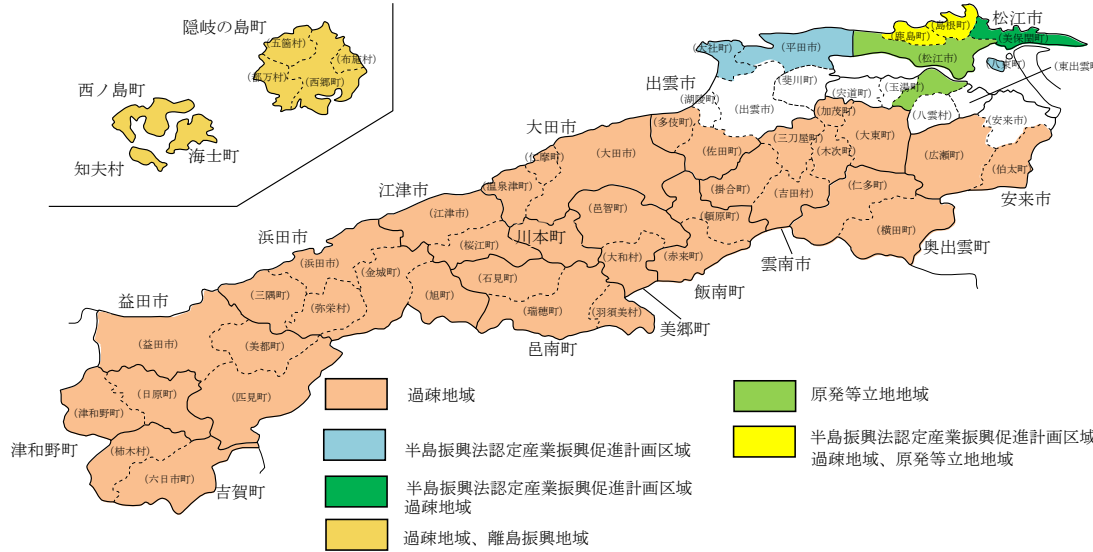 隠岐の島町
(五箇村)
(布施村)
(都万村)
(西郷町)
西ノ島町
海士町
知夫村
松江市
(島根町)
(鹿島町)
(美保関町)
(大社町)
(平田市)
(松江市)
(八束町)
(東出雲町
出雲市
(斐川町)
(湖陵町)
(出雲市)
(宍道町)
(玉湯町)
(八雲村)
(安来市)
大田市
(多伎町)
(加茂町)
(三刀屋町)
(大東町)
(木次町)
(佐田町)
(広瀬町)
(伯太町)
安来市
(仁摩町)
(大田市)
(温泉津町)
(掛合町)
(吉田村)
(仁多町)
(横田町)
奥出雲町
江津市
(江津市)
(邑智町)
(頓原町)
川本町
(桜江町)
(大和村)
(赤来町)
雲南市
飯南町
浜田市
(浜田市)
(金城町)
(石見町)
(三隅町)
(弥栄村)
(旭町)
(瑞穂町)
(羽須美村)
美郷町
邑南町
益田市
(益田市)
(美都町)
(日原町)
(匹見町)
(津和野町)
津和野町
(柿木村)
(六日市町)
吉賀町
過疎地域
半島振興法認定産業振興促進計画区域
半島振興法認定産業振興促進計画区域
過疎地域
過疎地域、離島振興地域
原発等立地地域
半島振興法認定産業振興促進計画区域
過疎地域、原発等立地地域